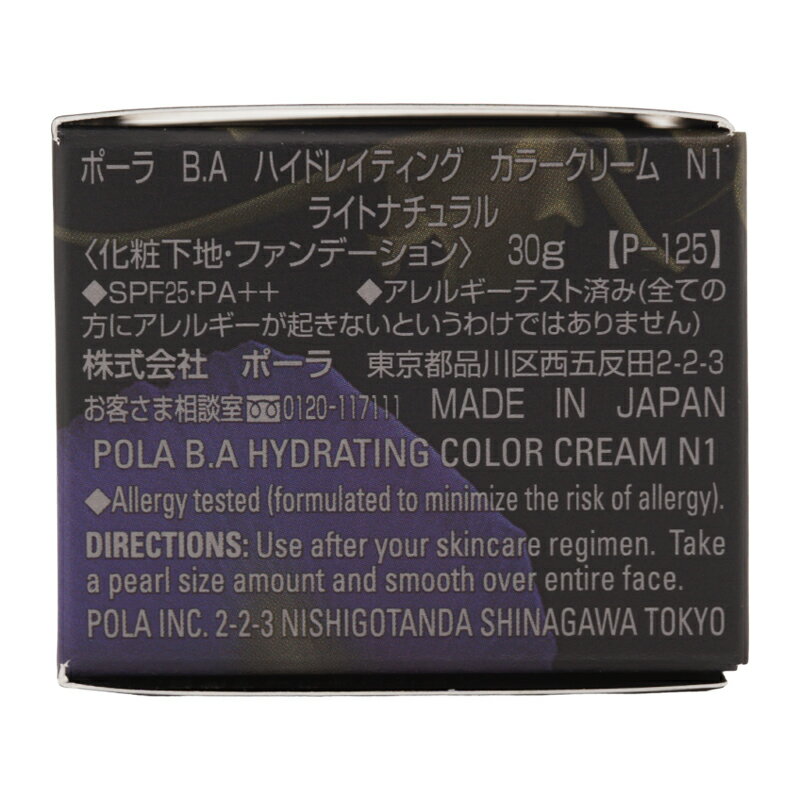 ポーラ B.A ハイドレイティング カラークリーム N1
ライトナチュラル
〈化粧下地・ファンデーション〉 30g 【P-125】
◆SPF25・PA++ ◆アレルギーテスト済み(全ての
方にアレルギーが起きないというわけではありません)
株式会社 ポーラ 東京都品川区西五反田2-2-3
お客さま相談室 0120-117111 MADE IN JAPAN
POLA B.A HYDRATING COLOR CREAM N1
◆Allergy tested (formulated to minimize the risk of allergy).
DIRECTIONS: Use after your skincare regimen. Take
a pearl size amount and smooth over entire face.
POLA INC. 2-2-3 NISHIGOTANDA SHINAGAWA TOKYO